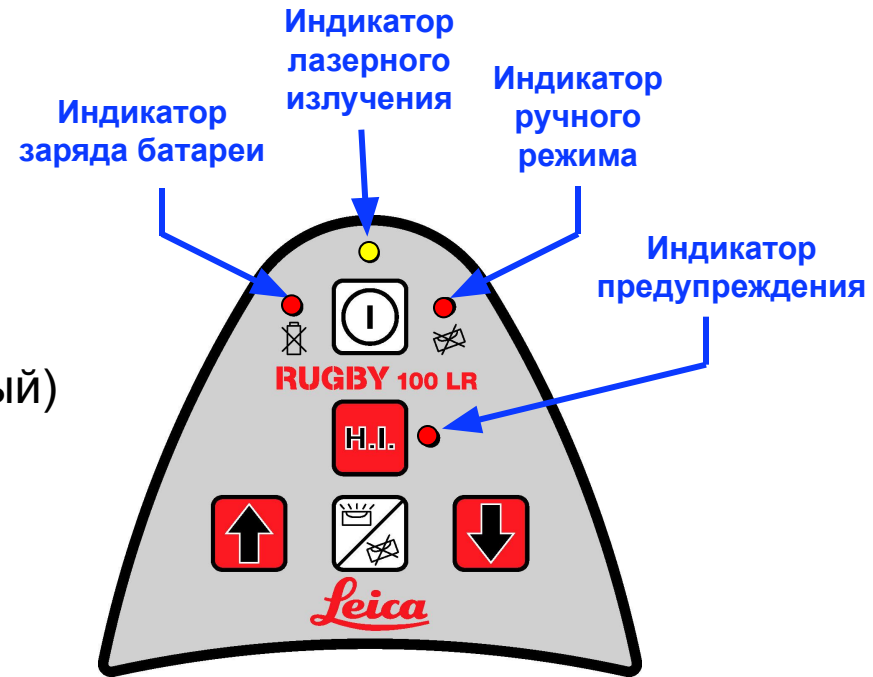 Индикатор
лазерного
излучения
Индикатор
ручного
режима
Индикатор
заряда батареи
Индикатор
предупреждения
ый)
RUGBY 100 LR
H.I.
Leica